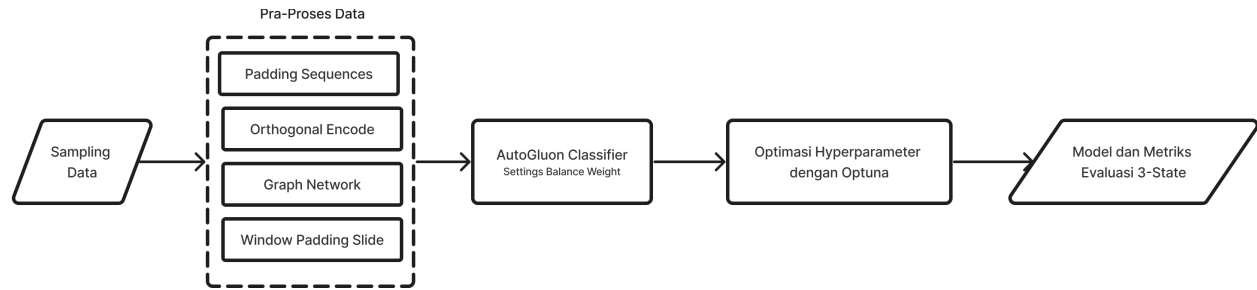 Pra-Proses Data
Sampling
Data
Padding Sequences
Orthogonal Encode
Graph Network
Window Padding Slide
AutoGluon Classifier
Settings Balance Weight
Optimasi Hyperparameter
dengan Optuna
Model dan Metriks
Evaluasi 3-State